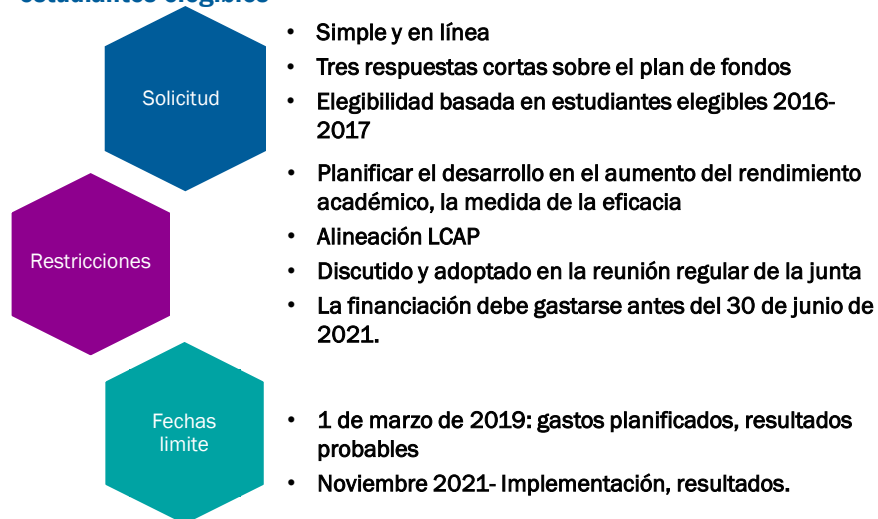 estudiantes elegibles
Solicitud
• Simple y en línea
• Tres respuestas cortas sobre el plan de fondos
• Elegibilidad basada en estudiantes elegibles 2016-
2017
Restricciones
• Planificar el desarrollo en el aumento del rendimiento
académico, la medida de la eficacia
• Alineación LCAP
• Discutido y adoptado en la reunión regular de la junta
• La financiación debe gastarse antes del 30 de junio de
2021.
Fechas
limite
• 1 de marzo de 2019: gastos planificados, resultados
probables
• Noviembre 2021- Implementación, resultados.